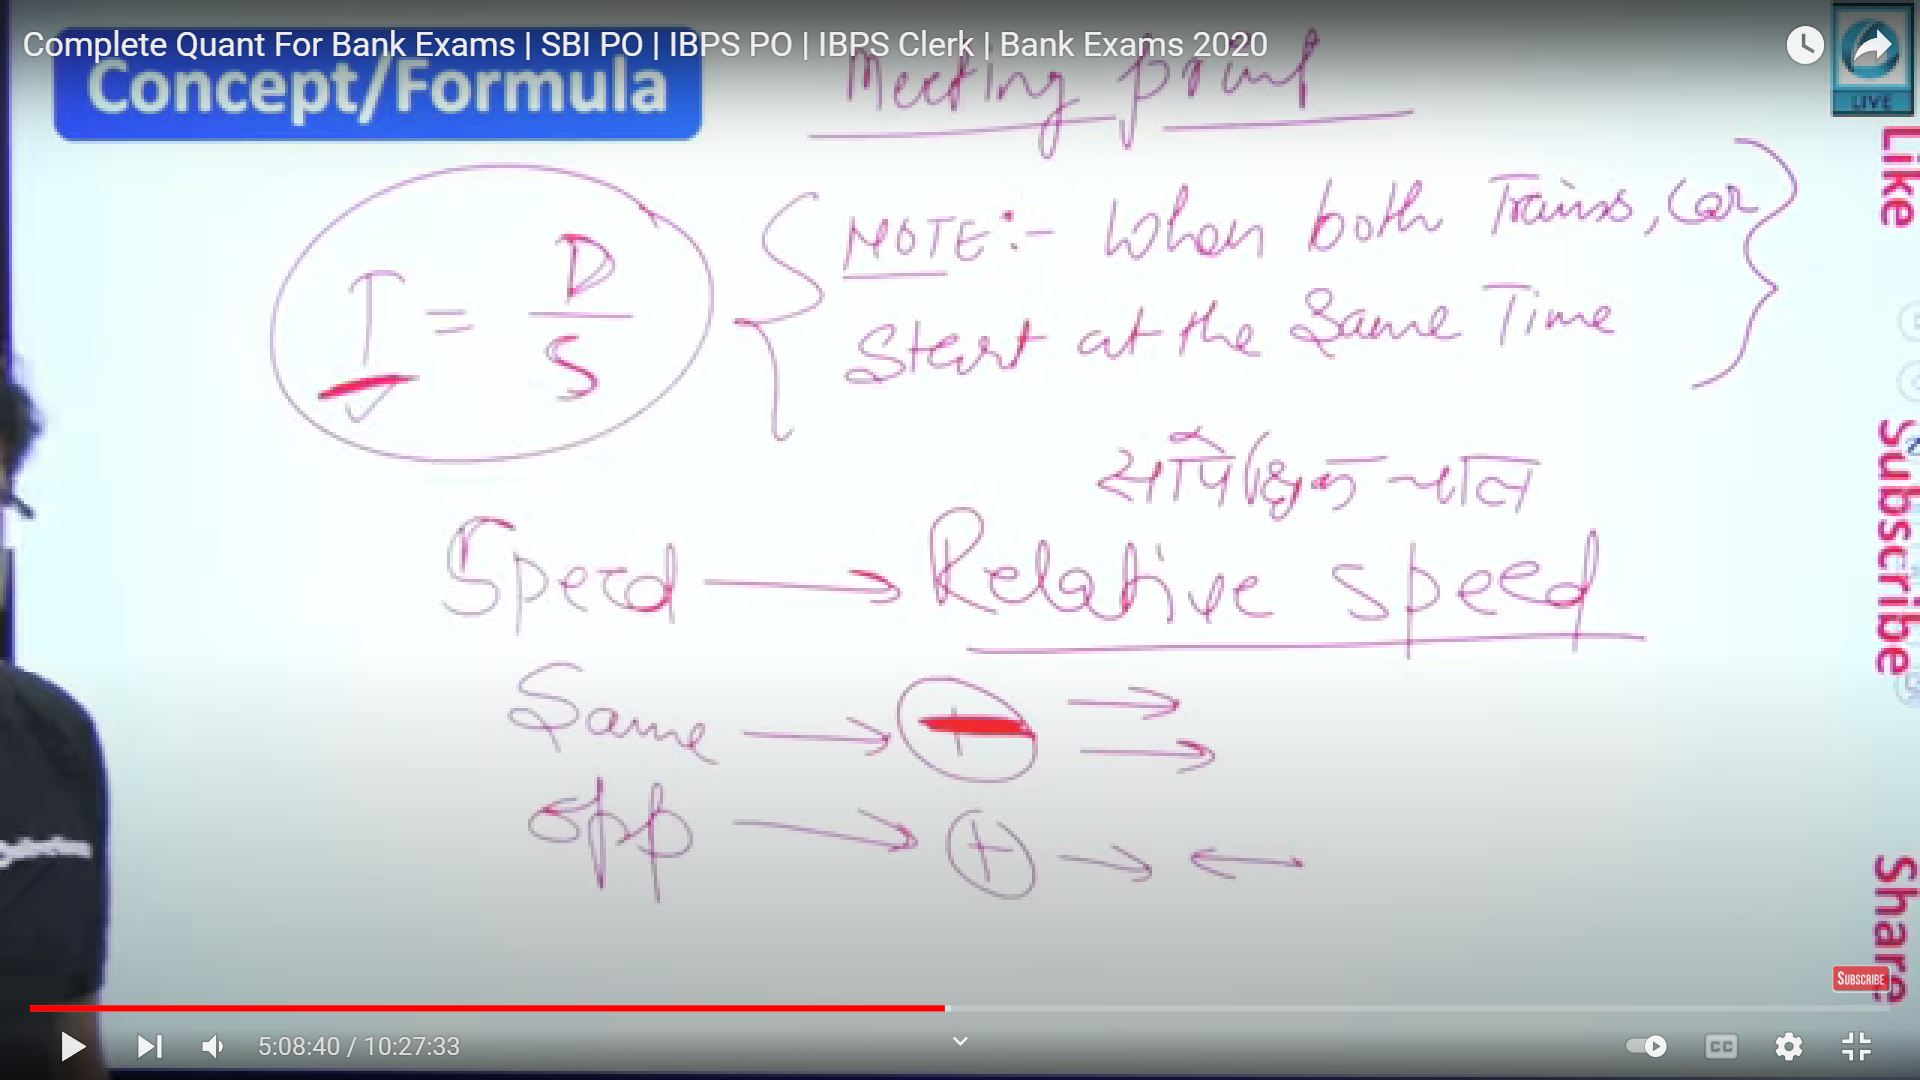 Complete Quant For Bank Exams | SBI PO | IBPS PO | IBPS Clerk | Bank Exams 2020
Concept/Formula
Meeting point
LIVE
T = D / S
NOTE:- When both Trains, Car
Start at the Same Time
सापेक्षिक चाल
Speed → Relative speed
Same → - → →
opp → + → ←
Like
Subscribe
Share
SUBSCRIBE
5:08:40 / 10:27:33
CC